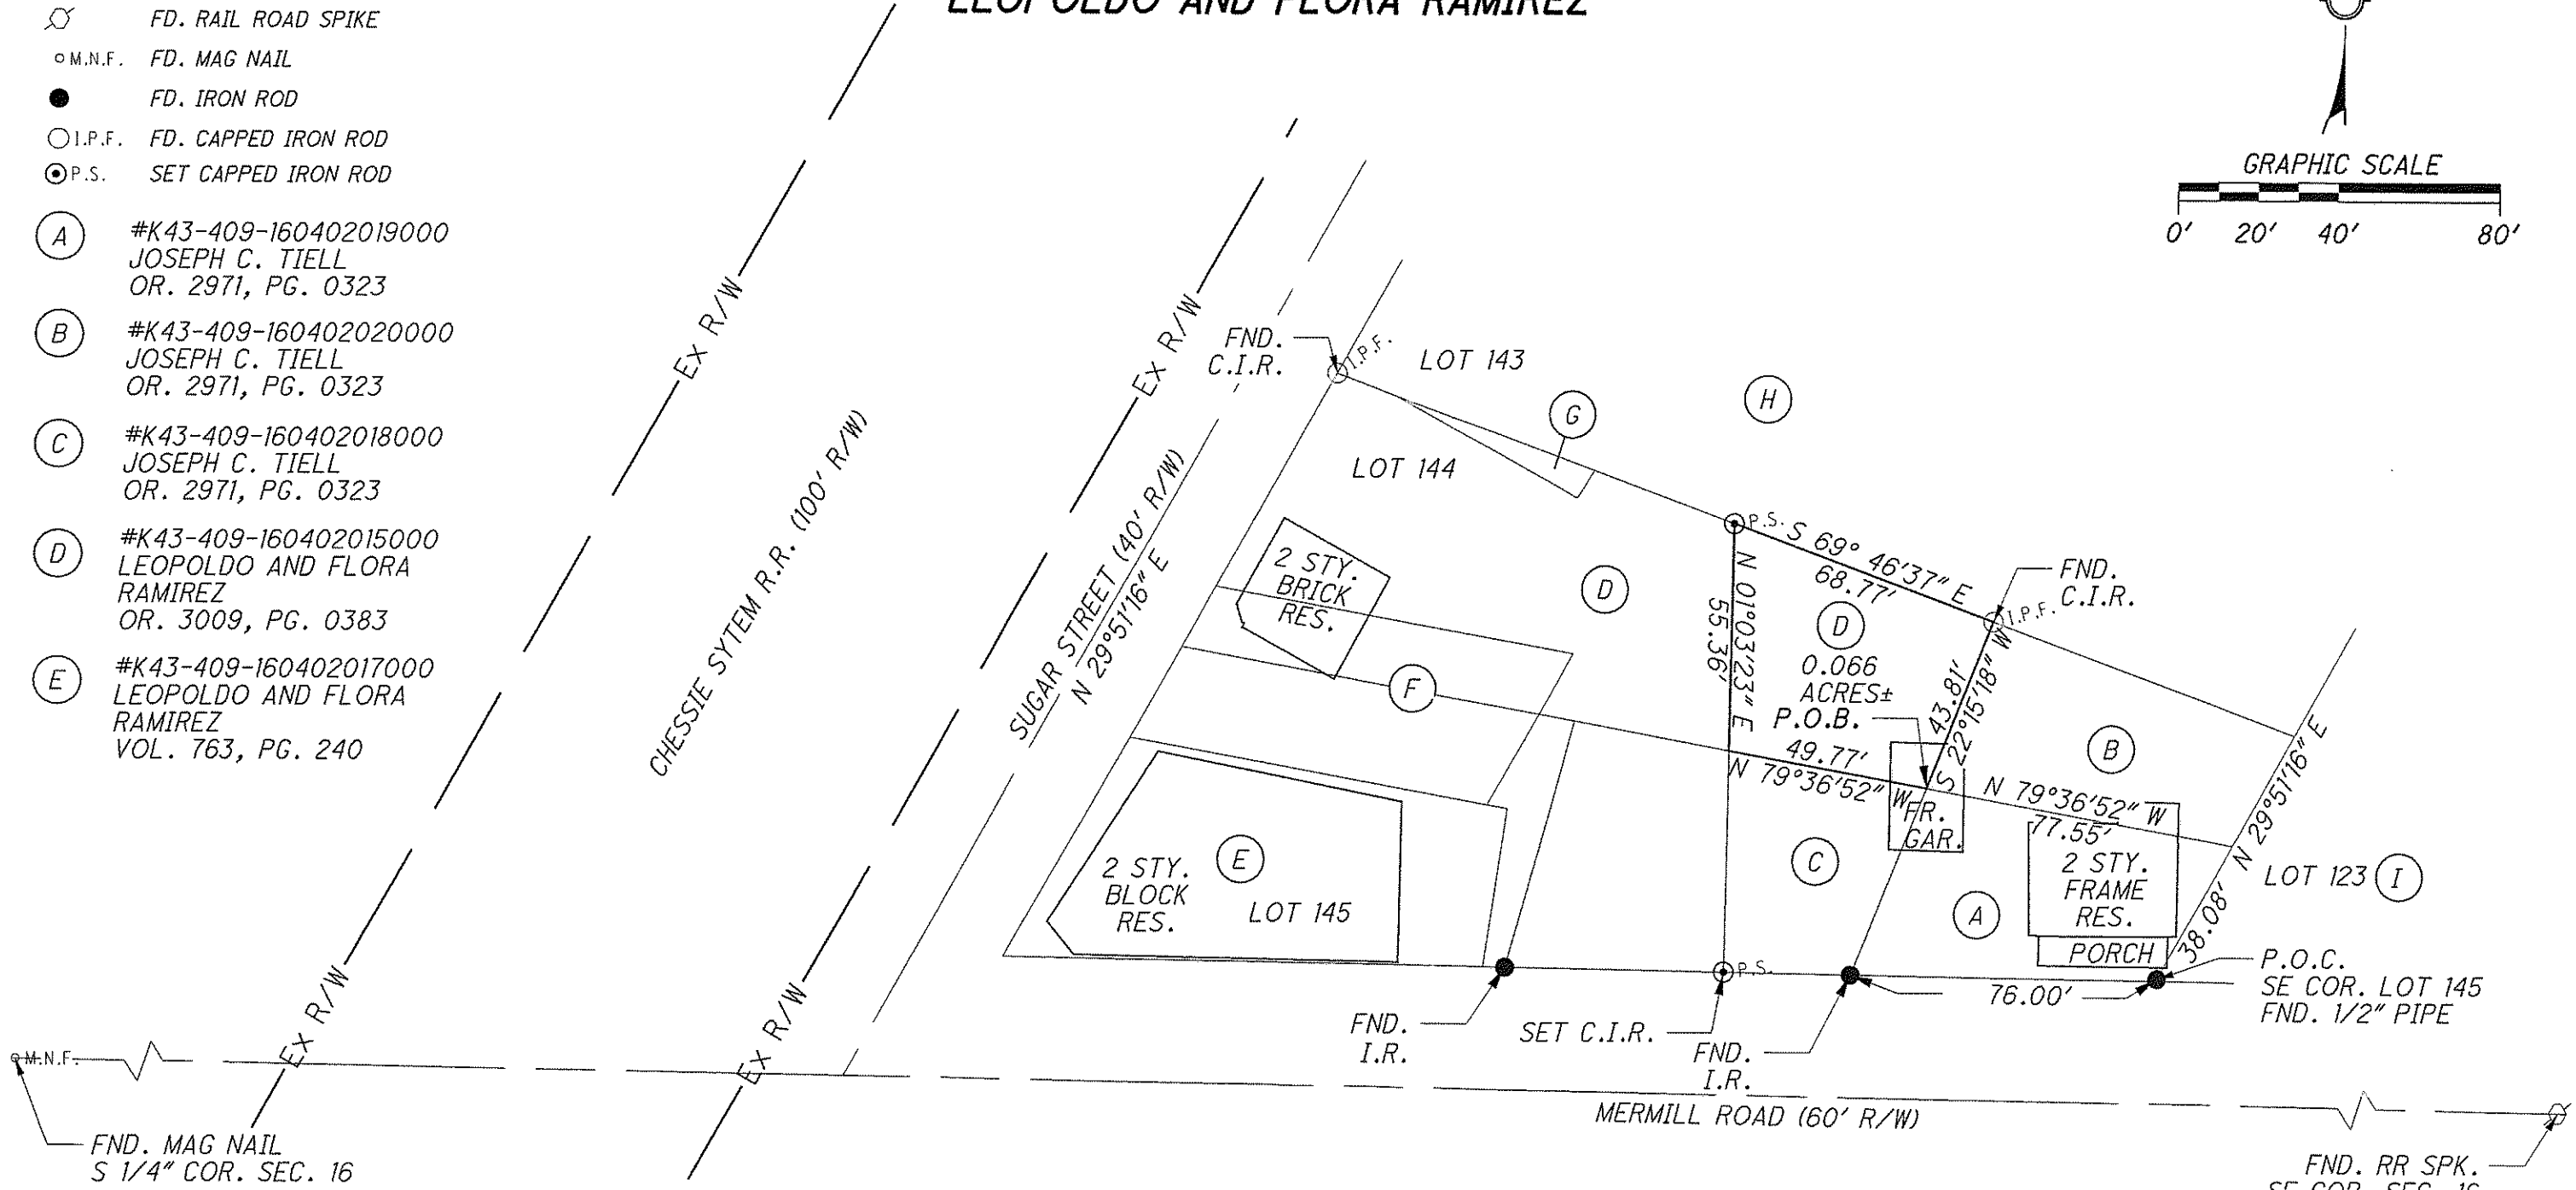 LEOPOLDO AND FLORA RAMIREZ
FD. RAIL ROAD SPIKE
M.N.F. FD. MAG NAIL
FD. IRON ROD
I.P.F. FD. CAPPED IRON ROD
P.S. SET CAPPED IRON ROD
A #K43-409-160402019000
JOSEPH C. TIELL
OR. 2971, PG. 0323
B #K43-409-160402020000
JOSEPH C. TIELL
OR. 2971, PG. 0323
C #K43-409-160402018000
JOSEPH C. TIELL
OR. 2971, PG. 0323
D #K43-409-160402015000
LEOPOLDO AND FLORA
RAMIREZ
OR. 3009, PG. 0383
E #K43-409-160402017000
LEOPOLDO AND FLORA
RAMIREZ
VOL. 763, PG. 240
GRAPHIC SCALE
0' 20' 40' 80'
EX R/W
EX R/W
EX R/W
EX R/W
CHESSIE SYTEM R.R. (100' R/W)
SUGAR STREET (40' R/W)
N 29°51'16" E
FND.
C.I.R.
I.P.F.
LOT 143
G
H
LOT 144
2 STY.
BRICK
RES.
D
P.S.
S 69° 46'37" E
68.77'
FND.
C.I.R.
I.P.F.
N 01°03'23" E
55.36'
D
0.066
ACRES±
P.O.B.
43.81'
S 22°15'18" W
F
49.77'
N 79°36'52" W
B
FR.
GAR.
N 79°36'52" W
77.55'
N 29°51'16" E
38.08'
2 STY.
FRAME
RES.
PORCH
LOT 123 I
C
A
2 STY.
BLOCK
RES.
E
LOT 145
P.S.
P.O.C.
SE COR. LOT 145
FND. 1/2" PIPE
76.00'
FND.
I.R.
SET C.I.R.
FND.
I.R.
M.N.F.
MERMILL ROAD (60' R/W)
FND. MAG NAIL
S 1/4" COR. SEC. 16
FND. RR SPK.
SE COR. SEC. 16